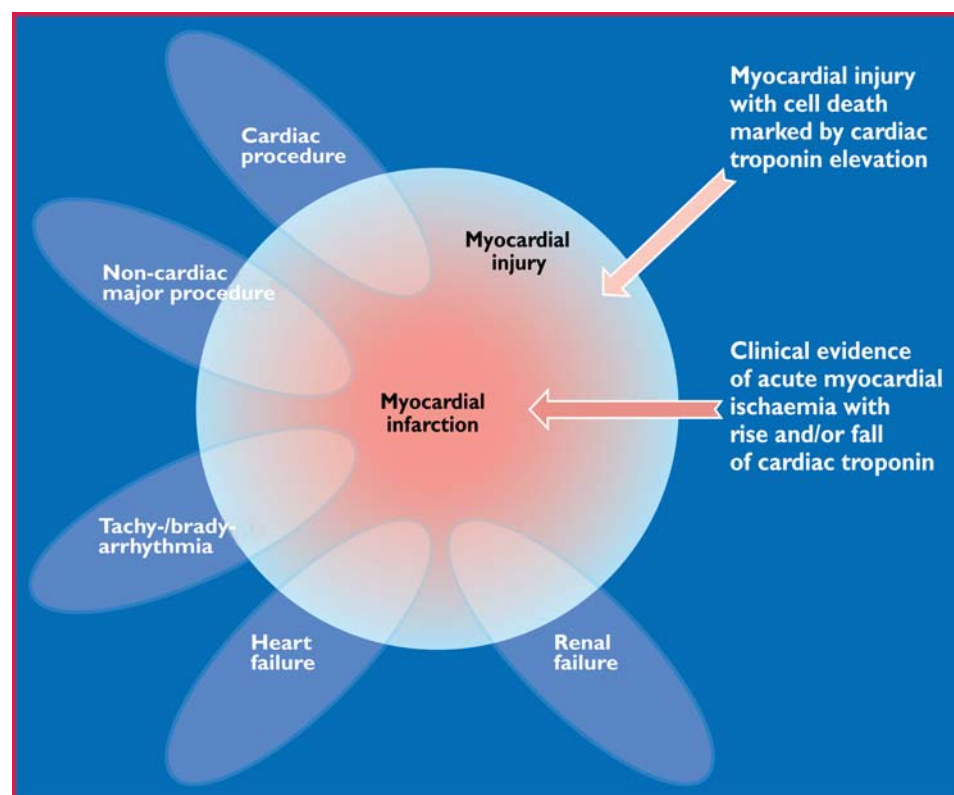 Cardiac
procedure
Myocardial injury
with cell death
marked by cardiac
troponin elevation
Myocardial
injury
Non-cardiac
major procedure
Myocardial
infarction
Clinical evidence
of acute myocardial
ischaemia with
rise and/or fall
of cardiac troponin
Tachy-/brady-
arrhythmia
Heart
failure
Renal
failure